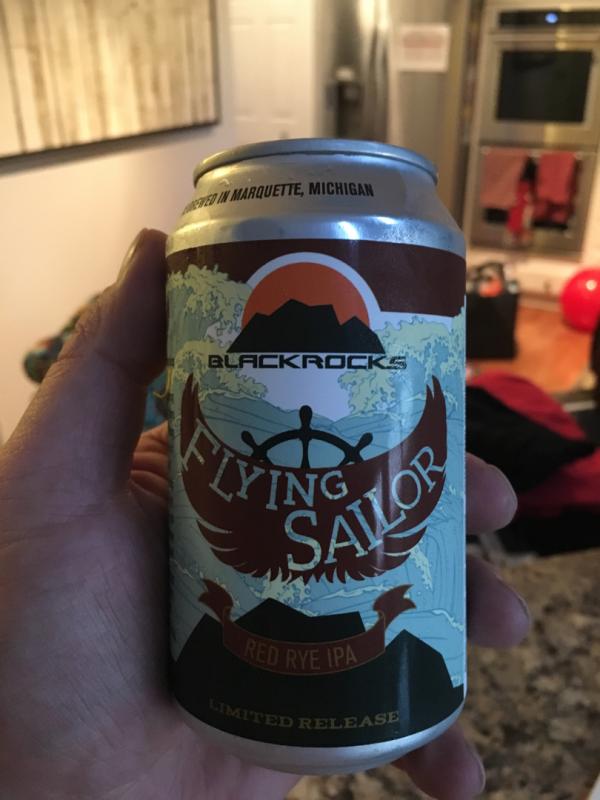 BREWED IN MARQUETTE, MICHIGAN
BLACKROCKS
FLYING
SAILOR
RED RYE IPA
LIMITED RELEASE